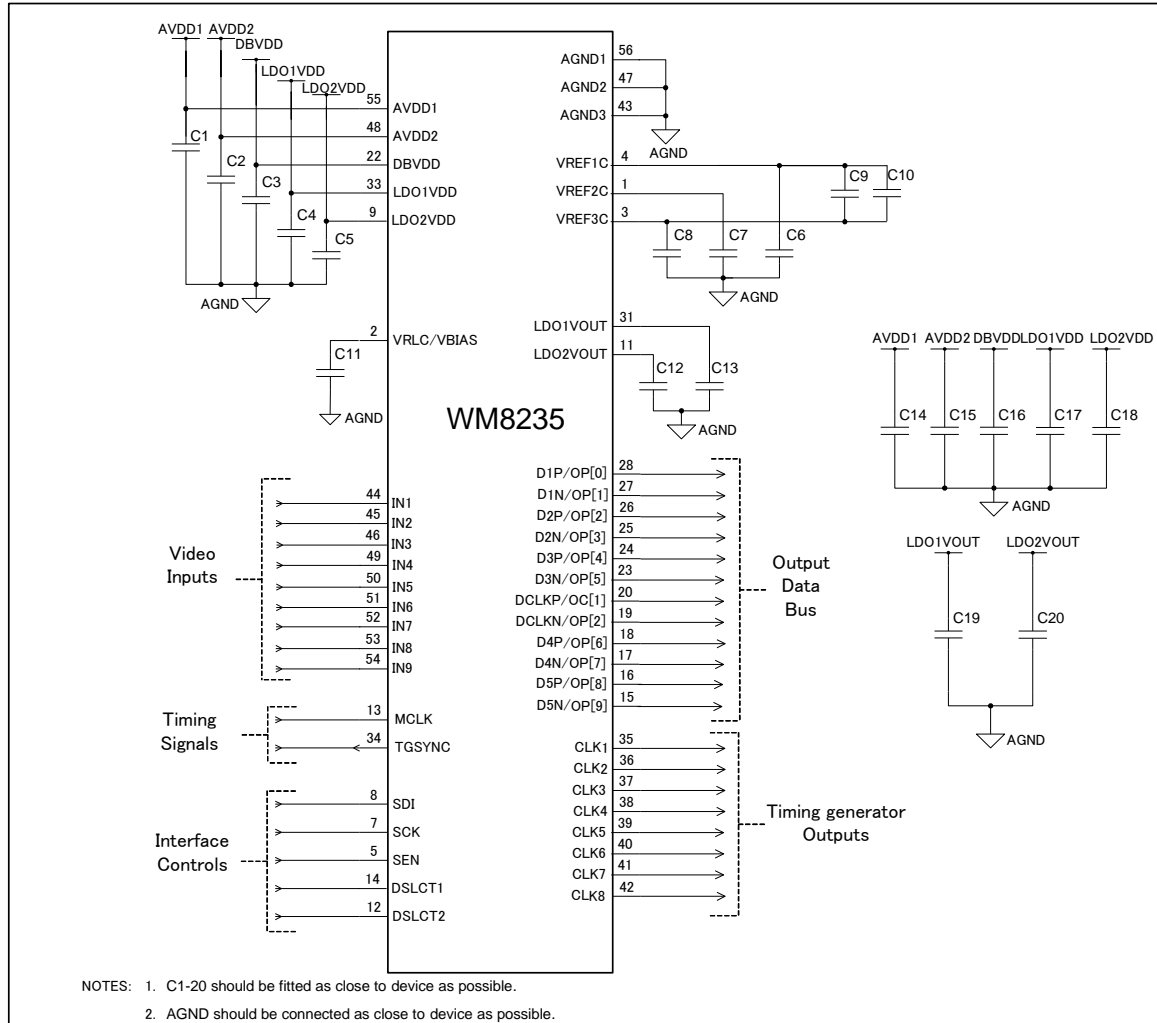 AVDD1 AVDD2
DBVDD
LDO1VDD
LDO2VDD
55 AVDD1
48 AVDD2
22 DBVDD
33 LDO1VDD
9 LDO2VDD
C1
C2
C3
C4
C5
AGND
2 VRLC/VBIAS
C11
AGND
WM8235
AGND1 56
AGND2 47
AGND3 43
AGND
VREF1C 4
VREF2C 1
VREF3C 3
C9 C10
C8 C7 C6
AGND
LDO1VOUT 31
LDO2VOUT 11
C12 C13
AGND
AVDD1 AVDD2 DBVDD LDO1VDD LDO2VDD
C14 C15 C16 C17 C18
AGND
LDO1VOUT LDO2VOUT
C19 C20
AGND
Video
Inputs
44 IN1
45 IN2
46 IN3
49 IN4
50 IN5
51 IN6
52 IN7
53 IN8
54 IN9
Timing
Signals
13 MCLK
34 TGSYNC
Interface
Controls
8 SDI
7 SCK
5 SEN
14 DSLCT1
12 DSLCT2
D1P/OP[0] 28
D1N/OP[1] 27
D2P/OP[2] 26
D2N/OP[3] 25
D3P/OP[4] 24
D3N/OP[5] 23
DCLKP/OC[1] 20
DCLKN/OP[2] 19
D4P/OP[6] 18
D4N/OP[7] 17
D5P/OP[8] 16
D5N/OP[9] 15
Output
Data
Bus
CLK1 35
CLK2 36
CLK3 37
CLK4 38
CLK5 39
CLK6 40
CLK7 41
CLK8 42
Timing generator
Outputs
NOTES: 1. C1-20 should be fitted as close to device as possible.
2. AGND should be connected as close to device as possible.